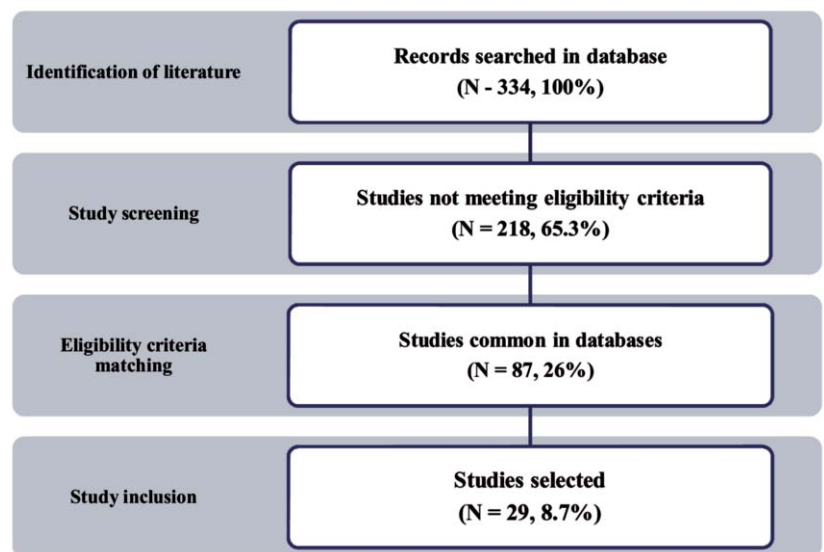 Identification of literature
Records searched in database
(N - 334, 100%)
Study screening
Studies not meeting eligibility criteria
(N = 218, 65.3%)
Eligibility criteria
matching
Studies common in databases
(N = 87, 26%)
Study inclusion
Studies selected
(N = 29, 8.7%)